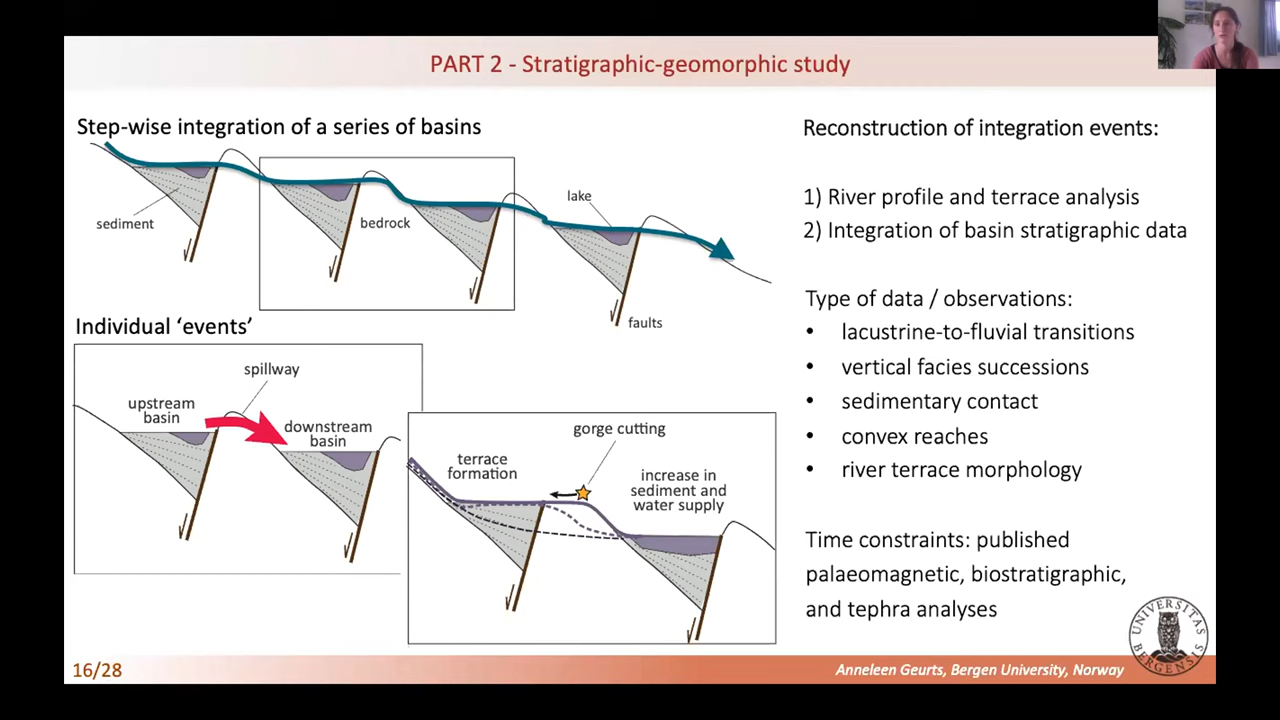 PART 2 - Stratigraphic-geomorphic study
Step-wise integration of a series of basins
sediment
bedrock
lake
faults
Individual ‘events’
spillway
upstream
basin
downstream
basin
gorge cutting
terrace
formation
increase in
sediment and
water supply
Reconstruction of integration events:
1) River profile and terrace analysis
2) Integration of basin stratigraphic data
Type of data / observations:
• lacustrine-to-fluvial transitions
• vertical facies successions
• sedimentary contact
• convex reaches
• river terrace morphology
Time constraints: published
palaeomagnetic, biostratigraphic,
and tephra analyses
UNIVERSITAS
BERGENSIS
16/28
Anneleen Geurts, Bergen University, Norway